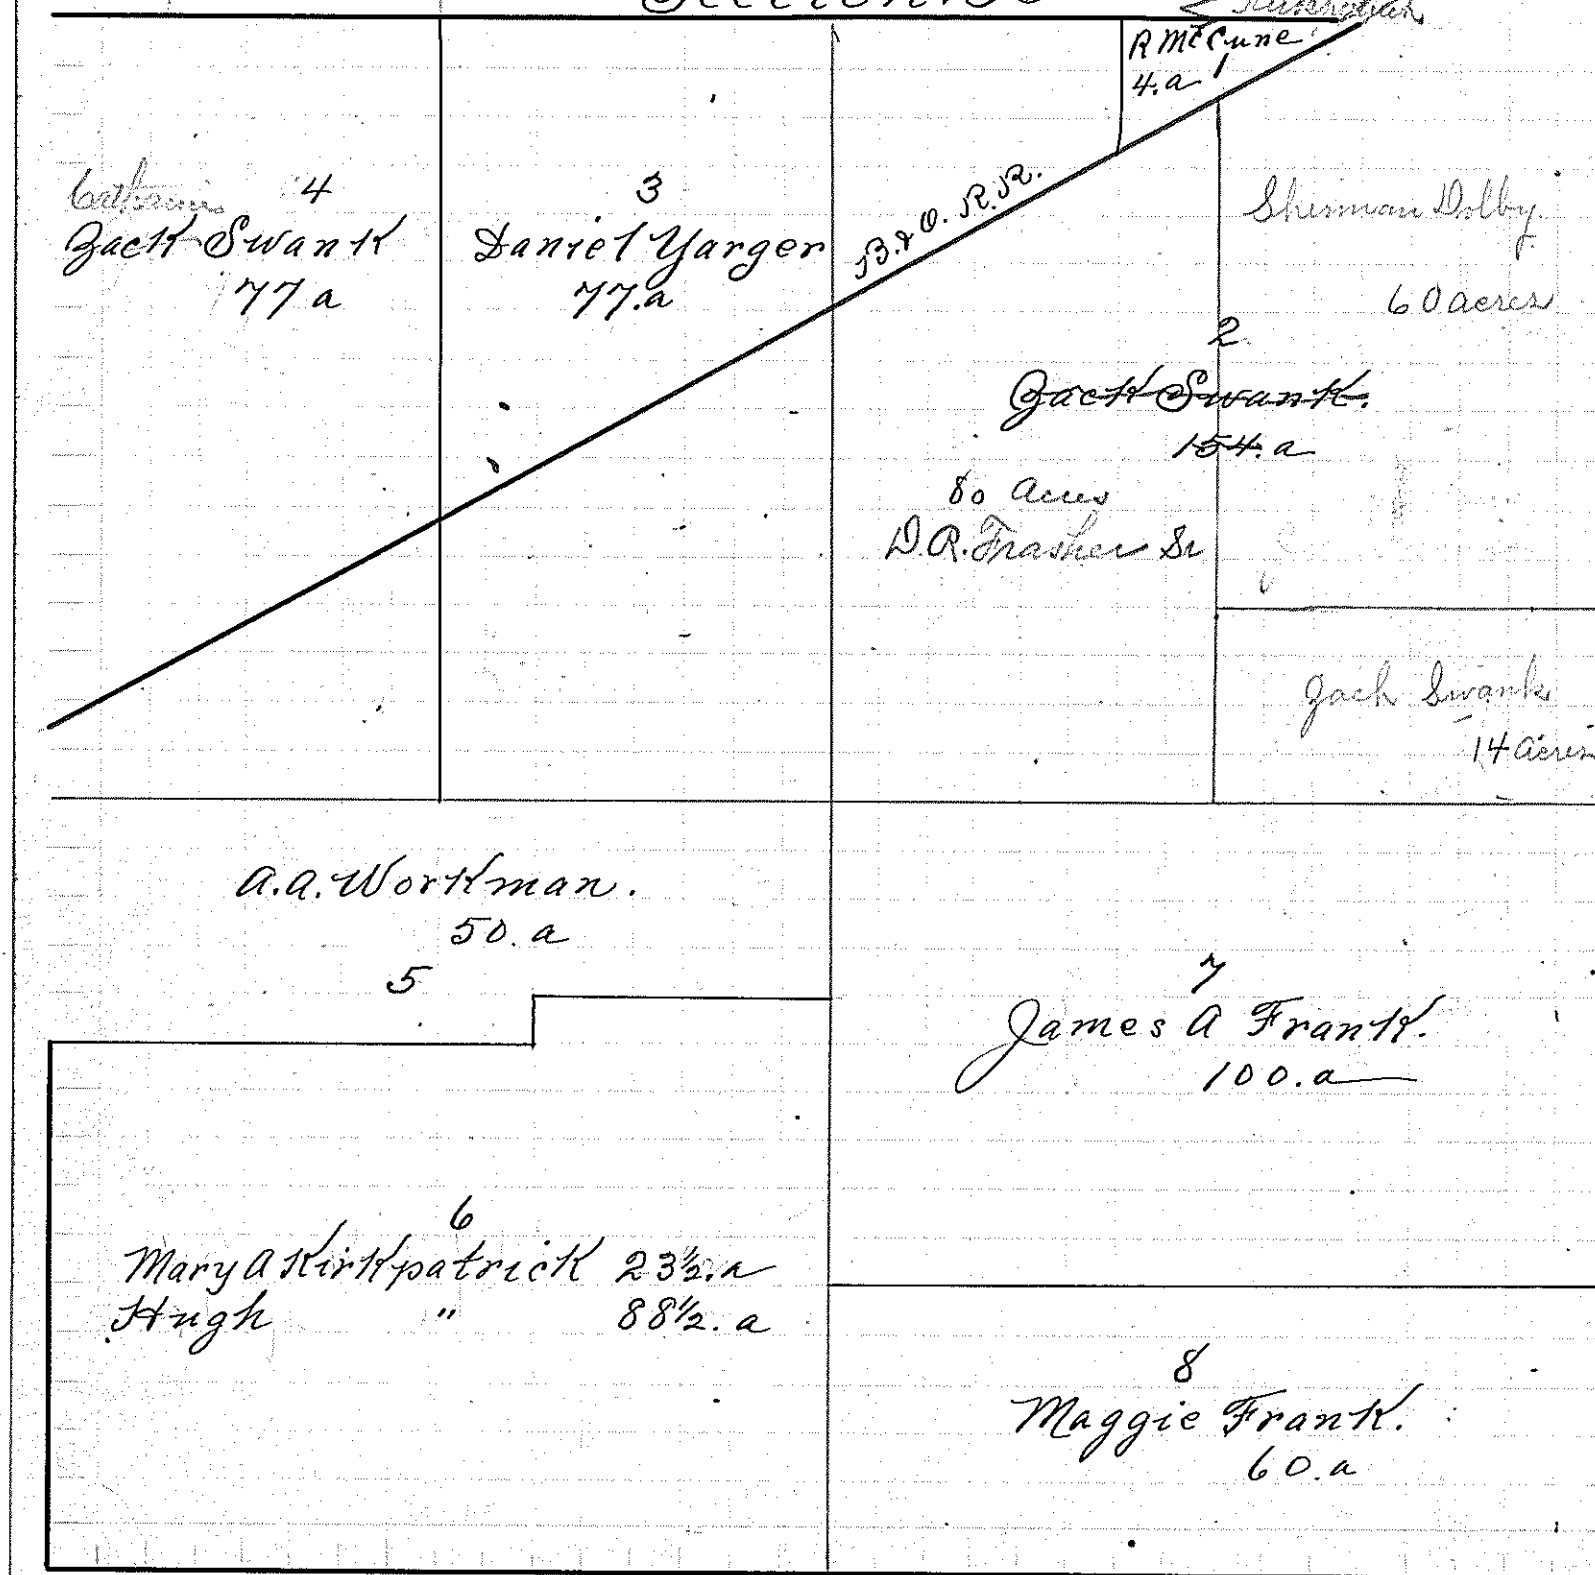 R McCune
4.a 1
Catharine 4
Zack Swank
77 a
3
Daniel Yarger
77.a
B.& O. R.R.
Sherman Dolby
60 acres
2
Zack Swank.
154.a
80 Acres
D.R. Frasher Sr
Zach Swank
14 acres
A.A. Workman.
50.a
5
7
James A Frank.
100.a
6
Mary A Kirkpatrick 23½.a
Hugh " 88½.a
8
Maggie Frank.
60.a